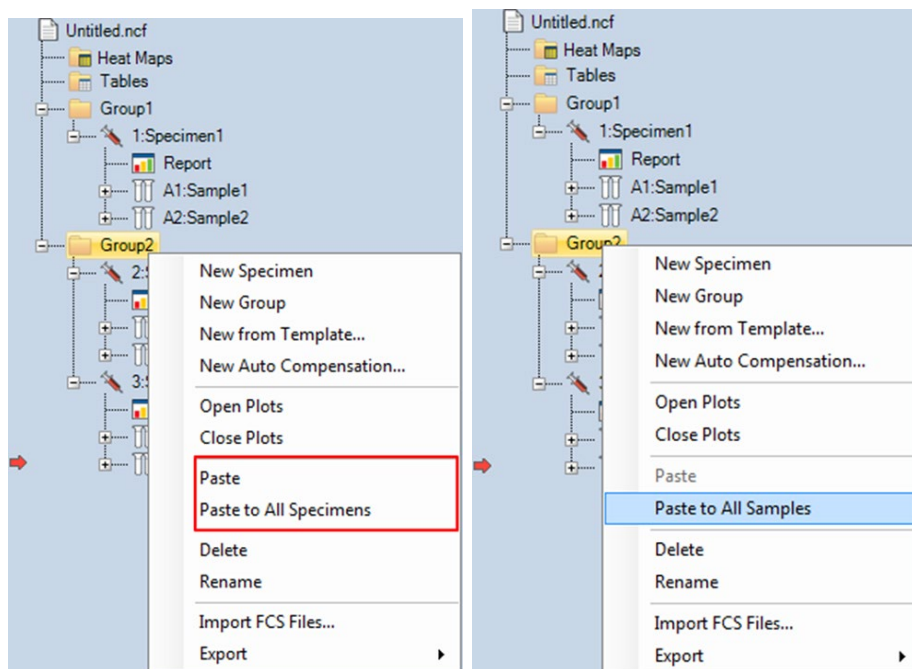 Untitled.ncf
Heat Maps
Tables
Group1
1:Specimen1
Report
A1:Sample1
A2:Sample2
Group2
2:
3:
New Specimen
New Group
New from Template...
New Auto Compensation...
Open Plots
Close Plots
Paste
Paste to All Specimens
Delete
Rename
Import FCS Files...
Export
Untitled.ncf
Heat Maps
Tables
Group1
1:Specimen1
Report
A1:Sample1
A2:Sample2
Group2
New Specimen
New Group
New from Template...
New Auto Compensation...
Open Plots
Close Plots
Paste
Paste to All Samples
Delete
Rename
Import FCS Files...
Export